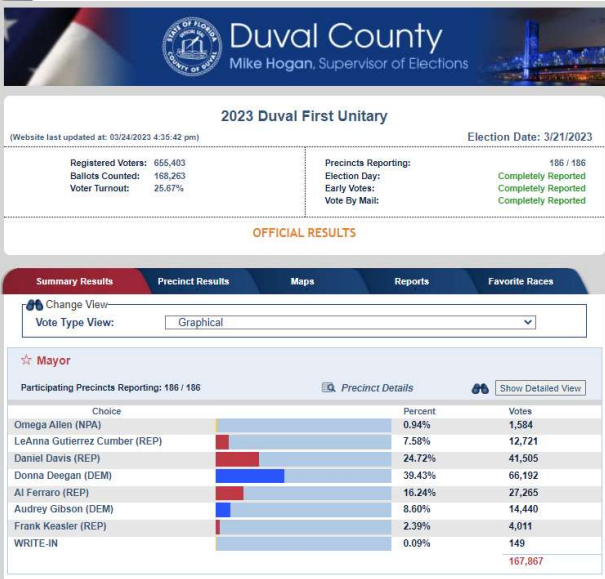 Duval County
Mike Hogan, Supervisor of Elections
2023 Duval First Unitary
(Website last updated at: 03/24/2023 4:35:42 pm)
Election Date: 3/21/2023
Registered Voters: 655,403
Ballots Counted: 168,263
Voter Turnout: 25.67%
Precincts Reporting: 186 / 186
Election Day: Completely Reported
Early Votes: Completely Reported
Vote By Mail: Completely Reported
OFFICIAL RESULTS
Summary Results Precinct Results Maps Reports Favorite Races
Change View
Vote Type View: Graphical
Mayor
Participating Precincts Reporting: 186 / 186 Precinct Details Show Detailed View
Choice Percent Votes
Omega Allen (NPA) 0.94% 1,584
LeAnna Gutierrez Cumber (REP) 7.58% 12,721
Daniel Davis (REP) 24.72% 41,505
Donna Deegan (DEM) 39.43% 66,192
Al Ferraro (REP) 16.24% 27,265
Audrey Gibson (DEM) 8.60% 14,440
Frank Keasler (REP) 2.39% 4,011
WRITE-IN 0.09% 149
167,867